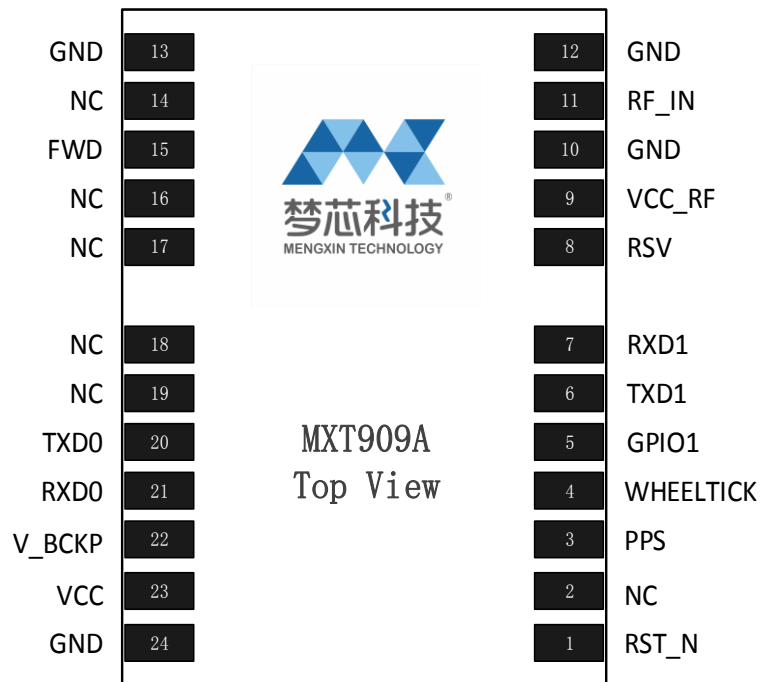 GND 13 12 GND
NC 14 11 RF_IN
FWD 15 10 GND
NC 16 9 VCC_RF
NC 17 8 RSV
梦芯科技®
MENGXIN TECHNOLOGY
NC 18 7 RXD1
NC 19 6 TXD1
TXD0 20 5 GPIO1
RXD0 21 4 WHEELTICK
V_BCKP 22 3 PPS
VCC 23 2 NC
GND 24 1 RST_N
MXT909A
Top View